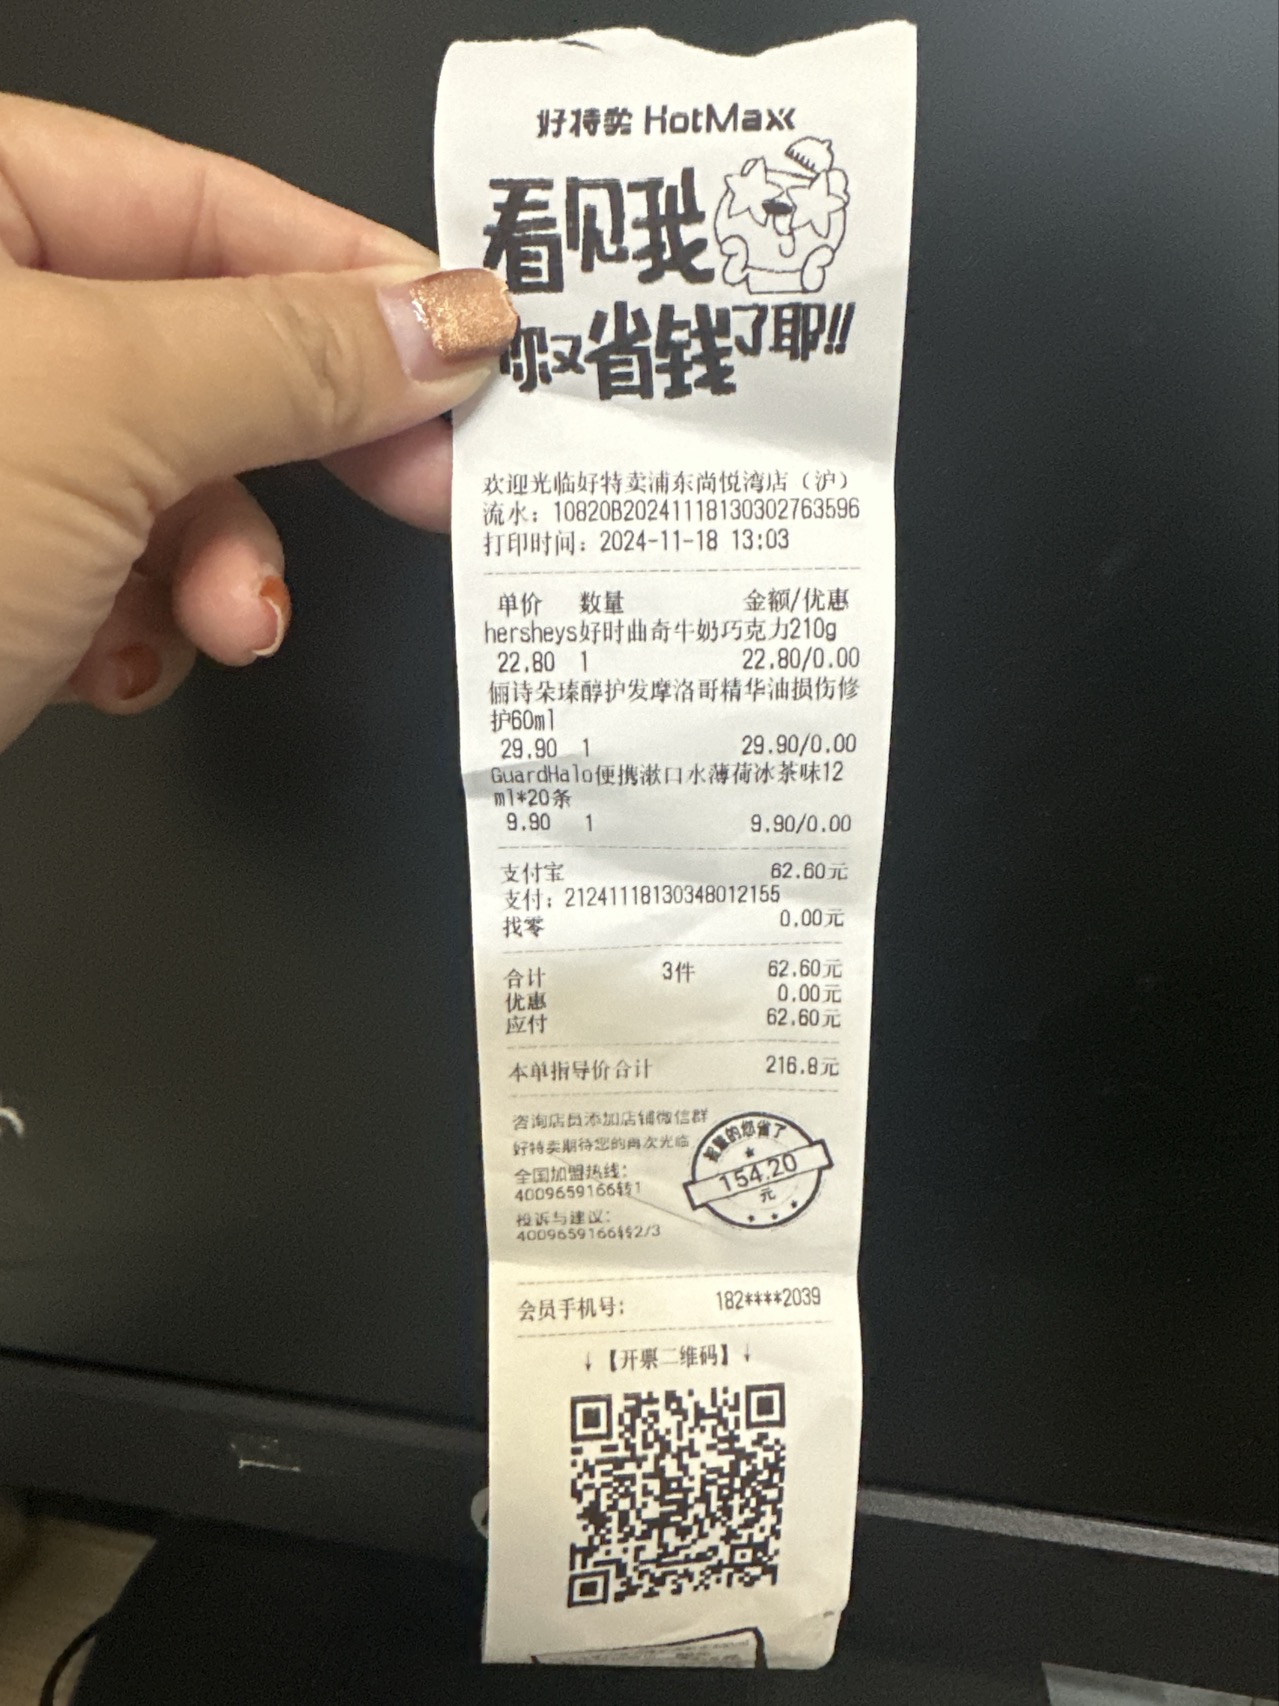 好特卖 HotMaxx
看见我
你又省钱了耶!!
欢迎光临好特卖浦东尚悦湾店（沪）
流水：10820B20241118130302763596
打印时间：2024-11-18 13:03
单价 数量 金额/优惠
hersheys好时曲奇牛奶巧克力210g
22.80 1 22.80/0.00
俪诗朵瑧醇护发摩洛哥精华油损伤修
护60ml
29.90 1 29.90/0.00
GuardHalo便携漱口水薄荷冰茶味12
ml*20条
9.90 1 9.90/0.00
支付宝 62.60元
支付：21241118130348012155
找零 0.00元
合计 3件 62.60元
优惠 0.00元
应付 62.60元
本单指导价合计 216.8元
咨询店员添加店铺微信群
好特卖期待您的再次光临
全国加盟热线：
4009659166转1
投诉与建议：
4009659166转2/3
的您省了
154.20
元
会员手机号： 182****2039
↓【开票二维码】↓